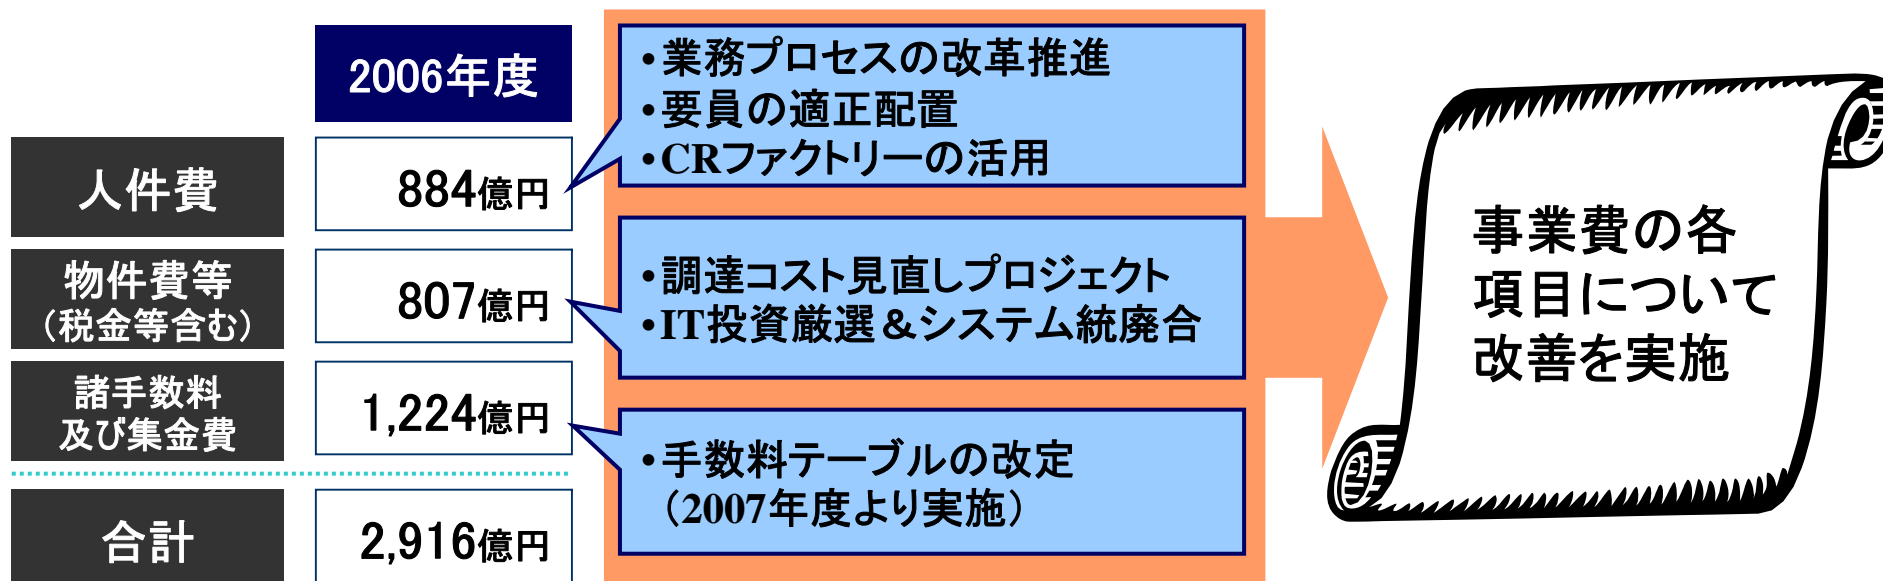 2006年度
人件費
884億円
物件費等
(税金等含む)
807億円
諸手数料
及び集金費
1,224億円
合計
2,916億円
・業務プロセスの改革推進
・要員の適正配置
・CRファクトリーの活用
・調達コスト見直しプロジェクト
・IT投資厳選&システム統廃合
・手数料テーブルの改定
(2007年度より実施)
事業費の各
項目について
改善を実施